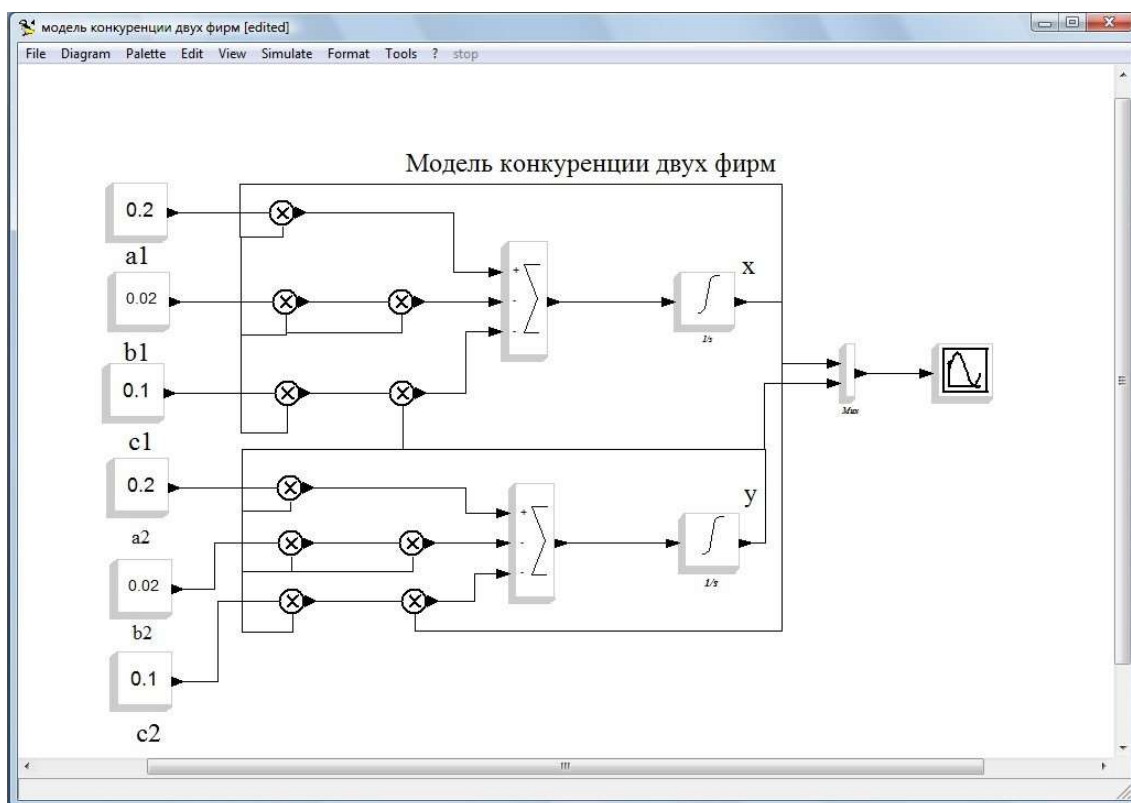 модель конкуренции двух фирм [edited]
File Diagram Palette Edit View Simulate Format Tools ? stop
Модель конкуренции двух фирм
0.2
a1
0.02
b1
0.1
c1
0.2
a2
0.02
b2
0.1
c2
+
-
-
x
1/s
Mux
+
-
-
y
1/s